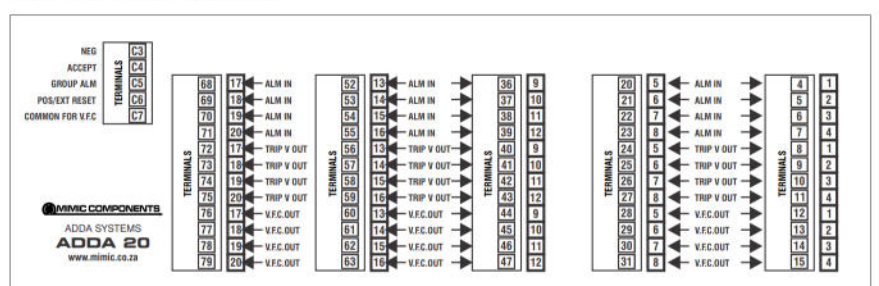 NEG C3
ACCEPT C4
GROUP ALM C5
POS/EXT RESET C6
COMMON FOR V.F.C C7
TERMINALS
MIMIC COMPONENTS
ADDA SYSTEMS
ADDA 20
www.mimic.co.za
TERMINALS
68 17 ALM IN
69 18 ALM IN
70 19 ALM IN
71 20 ALM IN
72 17 TRIP V OUT
73 18 TRIP V OUT
74 19 TRIP V OUT
75 20 TRIP V OUT
76 17 V.F.C.OUT
77 18 V.F.C.OUT
78 19 V.F.C.OUT
79 20 V.F.C.OUT
TERMINALS
TERMINALS
52 13 ALM IN 36 9
53 14 ALM IN 37 10
54 15 ALM IN 38 11
55 16 ALM IN 39 12
56 13 TRIP V OUT 40 9
57 14 TRIP V OUT 41 10
58 15 TRIP V OUT 42 11
59 16 TRIP V OUT 43 12
60 13 V.F.C.OUT 44 9
61 14 V.F.C.OUT 45 10
62 15 V.F.C.OUT 46 11
63 16 V.F.C.OUT 47 12
TERMINALS
TERMINALS
20 5 ALM IN 4 1
21 6 ALM IN 5 2
22 7 ALM IN 6 3
23 8 ALM IN 7 4
24 5 TRIP V OUT 8 1
25 6 TRIP V OUT 9 2
26 7 TRIP V OUT 10 3
27 8 TRIP V OUT 11 4
28 5 V.F.C.OUT 12 1
29 6 V.F.C.OUT 13 2
30 7 V.F.C.OUT 14 3
31 8 V.F.C.OUT 15 4